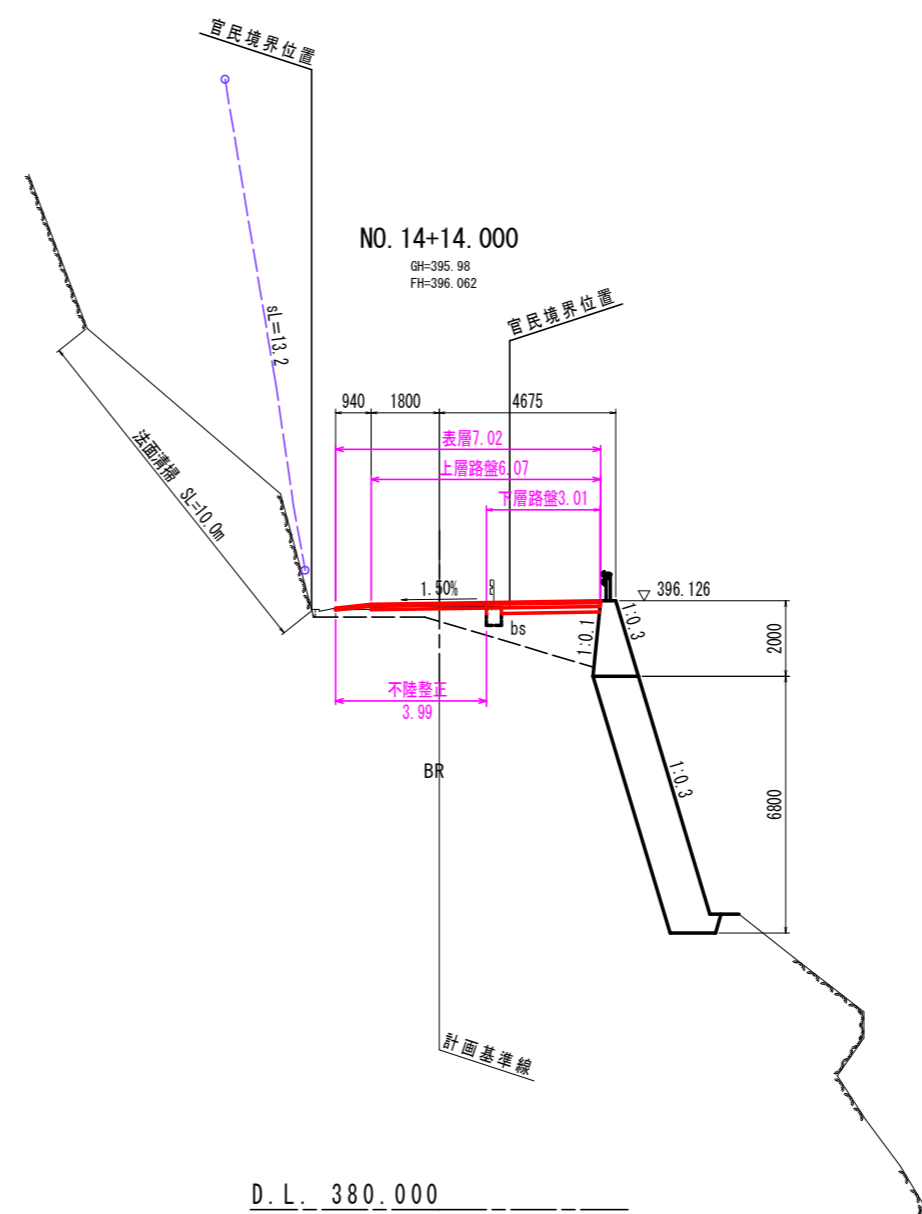 官民境界位置
NO. 14+14.000
GH=395.98
FH=396.062
sL=13.2
官民境界位置
940
1800
4675
表層7.02
上層路盤6.07
法面清掃 SL=10.0m
下層路盤3.01
1.50%
396.126
bs
1:0.1
1:0.3
2000
不陸整正
3.99
BR
1:0.3
6800
計画基準線
D.L. 380.000